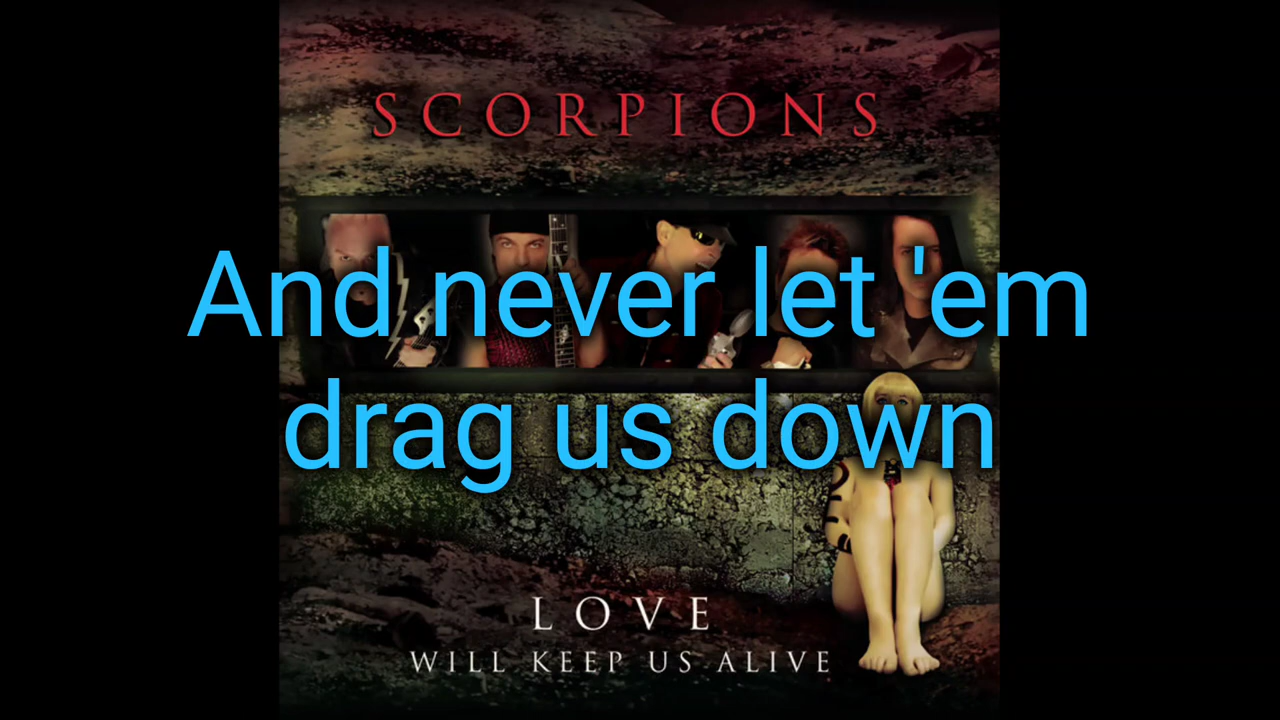 SCORPIONS
And never let 'em
drag us down
LOVE
WILL KEEP US ALIVE